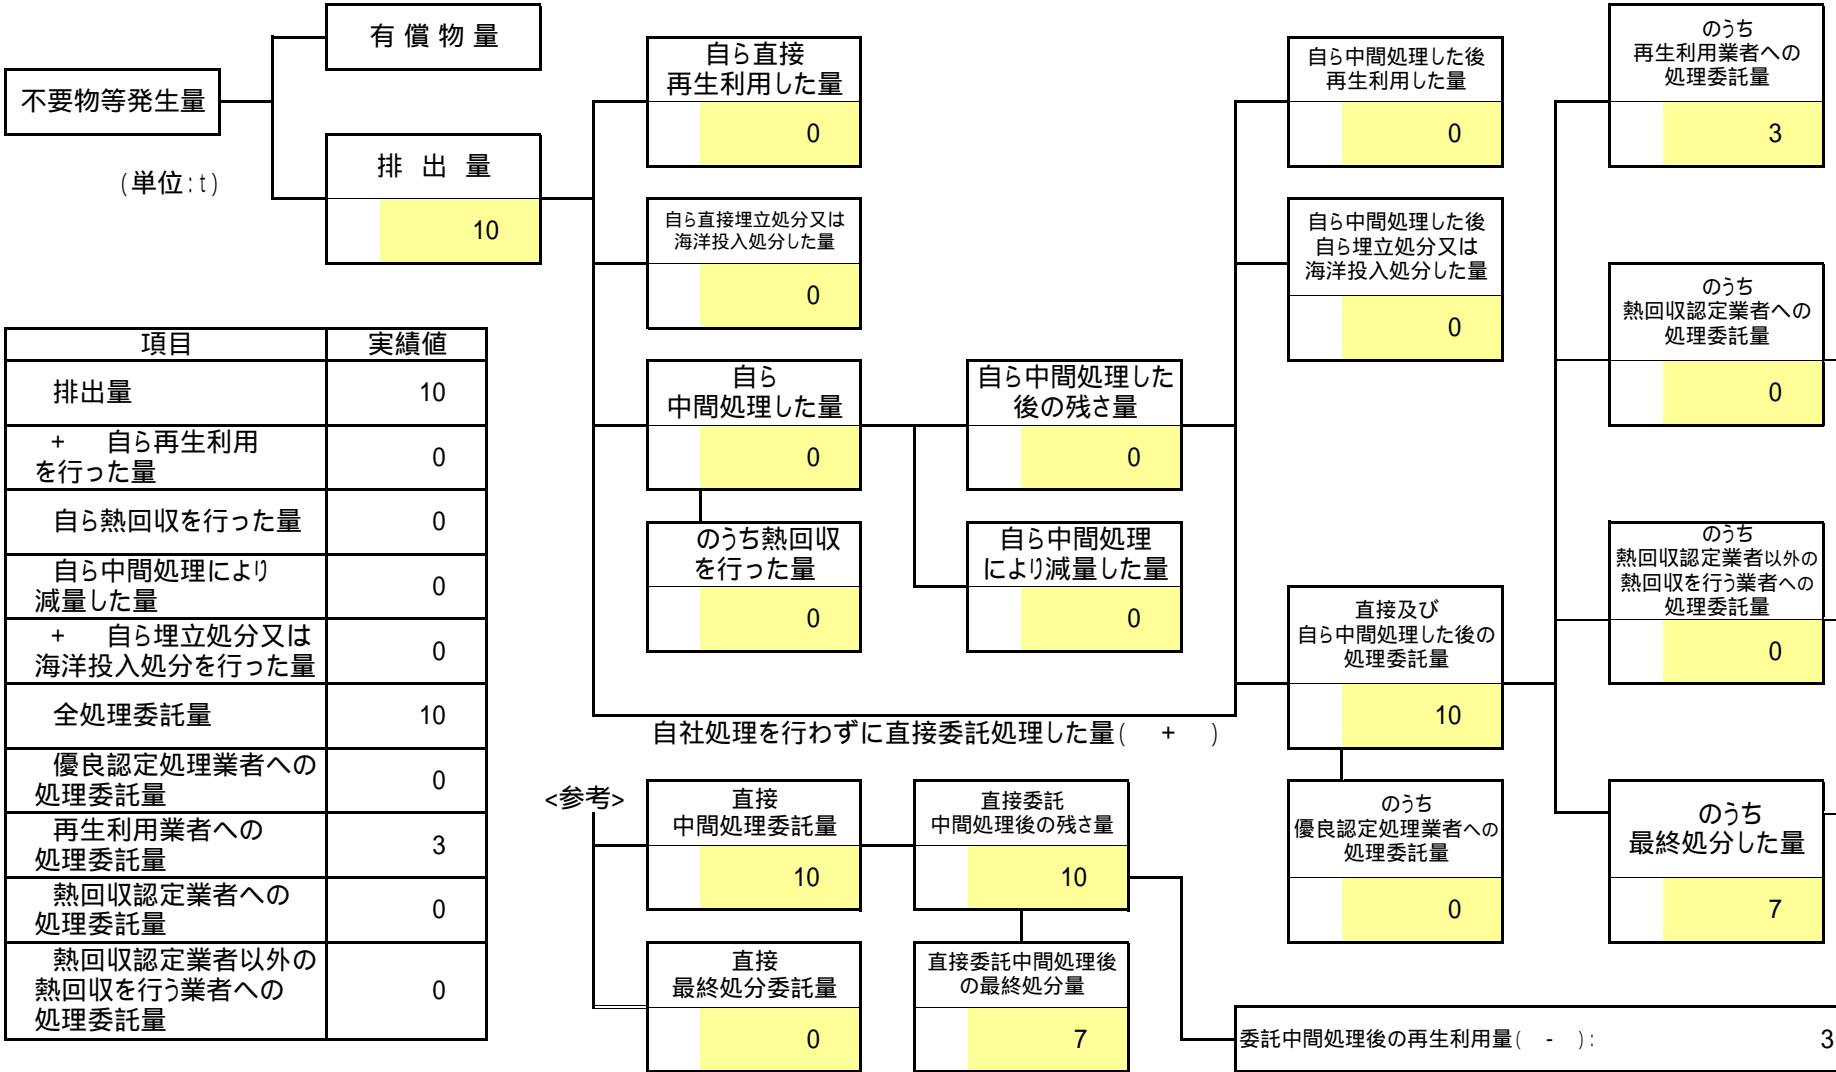 不要物等発生量
(単位:t)
有償物量
排出量
10
自ら直接
再生利用した量
0
自ら直接埋立処分又は
海洋投入処分した量
0
自ら
中間処理した量
0
のうち熱回収
を行った量
0
自ら中間処理した
後の残さ量
0
自ら中間処理
により減量した量
0
自ら中間処理した後
再生利用した量
0
自ら中間処理した後
自ら埋立処分又は
海洋投入処分した量
0
直接及び
自ら中間処理した後の
処理委託量
10
のうち
優良認定処理業者への
処理委託量
0
のうち
再生利用業者への
処理委託量
3
のうち
熱回収認定業者への
処理委託量
0
のうち
熱回収認定業者以外の
熱回収を行う業者への
処理委託量
0
のうち
最終処分した量
7
自社処理を行わずに直接委託処理した量( + )
項目 実績値
排出量 10
+ 自ら再生利用
を行った量 0
自ら熱回収を行った量 0
自ら中間処理により
減量した量 0
+ 自ら埋立処分又は
海洋投入処分を行った量 0
全処理委託量 10
優良認定処理業者への
処理委託量 0
再生利用業者への
処理委託量 3
熱回収認定業者への
処理委託量 0
熱回収認定業者以外の
熱回収を行う業者への
処理委託量 0
<参考>
直接
中間処理委託量
10
直接委託
中間処理後の残さ量
10
直接
最終処分委託量
0
直接委託中間処理後
の最終処分量
7
委託中間処理後の再生利用量( - ): 3